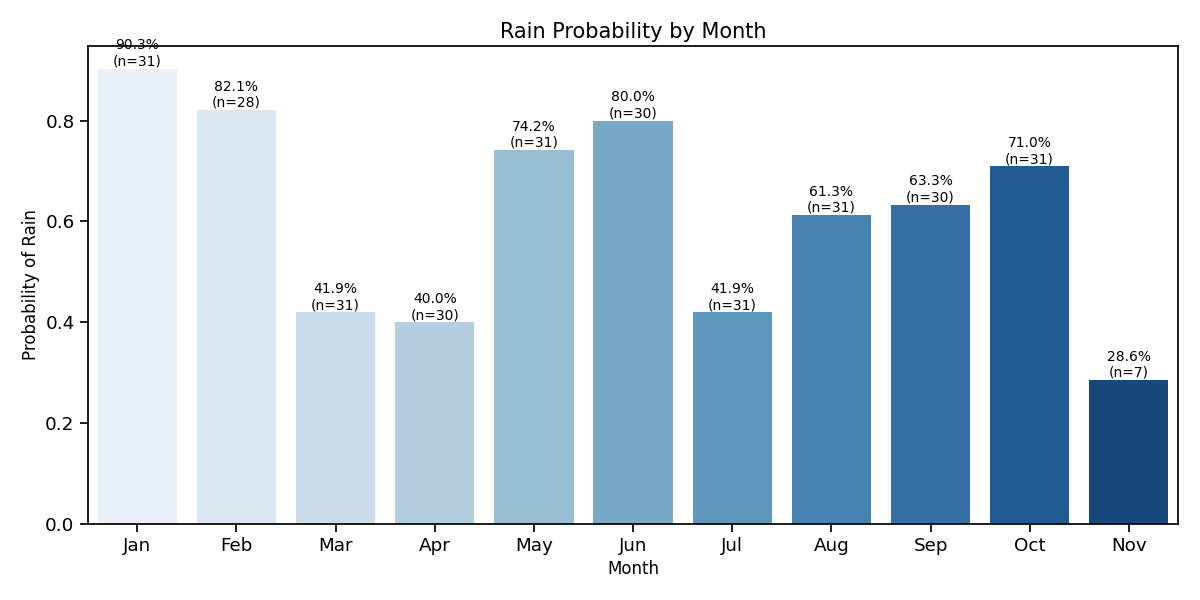 Rain Probability by Month
Probability of Rain
0.8
0.6
0.4
0.2
0.0
90.3%
(n=31)
82.1%
(n=28)
41.9%
(n=31)
40.0%
(n=30)
74.2%
(n=31)
80.0%
(n=30)
41.9%
(n=31)
61.3%
(n=31)
63.3%
(n=30)
71.0%
(n=31)
28.6%
(n=7)
Jan Feb Mar Apr May Jun Jul Aug Sep Oct Nov
Month